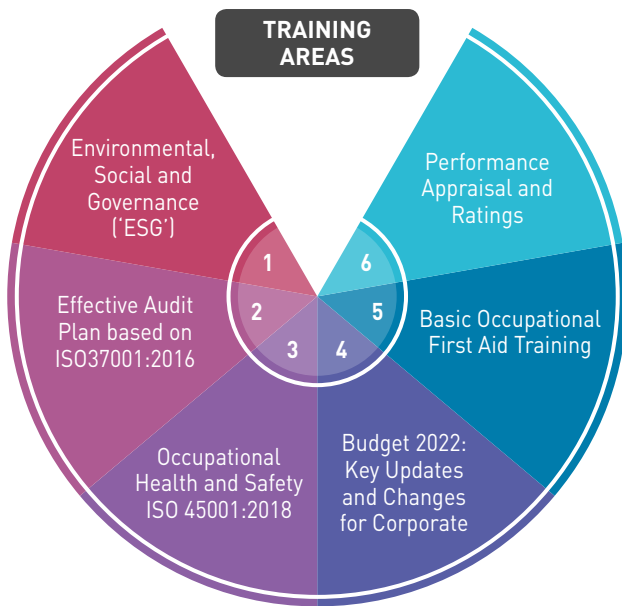 TRAINING
AREAS
Environmental,
Social and
Governance
(‘ESG’)
1
Effective Audit
Plan based on
ISO37001:2016
2
Occupational
Health and Safety
ISO 45001:2018
3
Budget 2022:
Key Updates
and Changes
for Corporate
4
Basic Occupational
First Aid Training
5
Performance
Appraisal and
Ratings
6